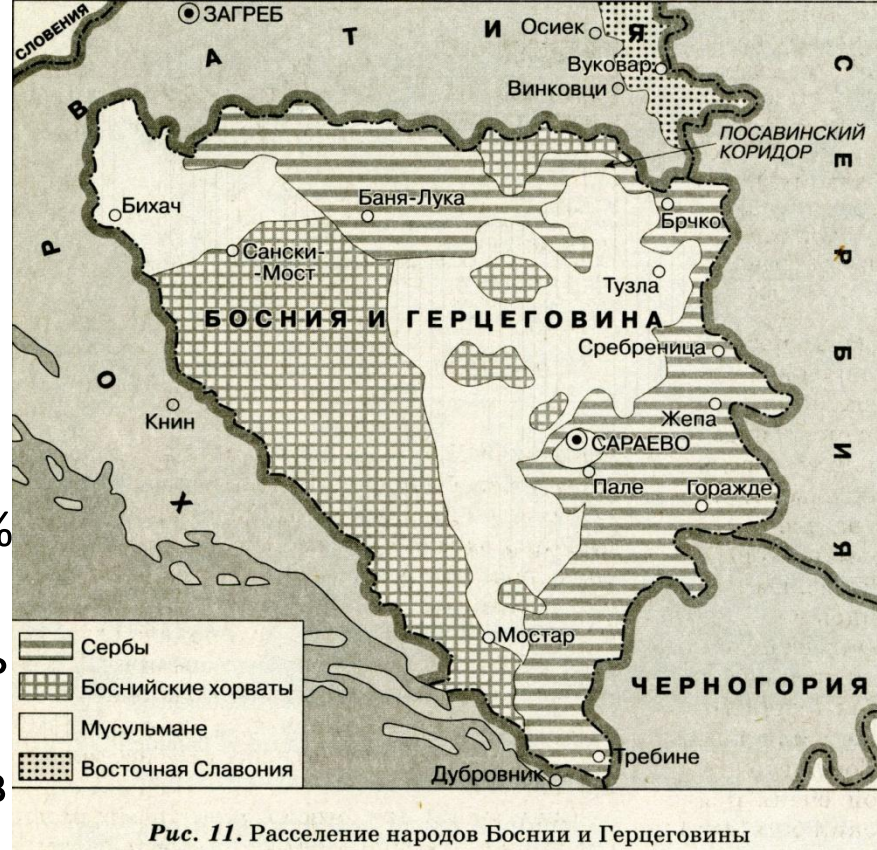 СЛОВЕНИЯ
ЗАГРЕБ
ХОРВАТИЯ
Осиек
Вуковар
Винковци
СЕРБИЯ
ПОСАВИНСКИЙ
КОРИДОР
Бихач
Баня-Лука
Брчко
Сански-
-Мост
Тузла
БОСНИЯ И ГЕРЦЕГОВИНА
Сребреница
Книн
Жепа
САРАЕВО
Пале
Горажде
%
Мостар
Сербы
Боснийские хорваты
Мусульмане
Восточная Славония
ЧЕРНОГОРИЯ
Требине
Дубровник
в
Рис. 11. Расселение народов Боснии и Герцеговины